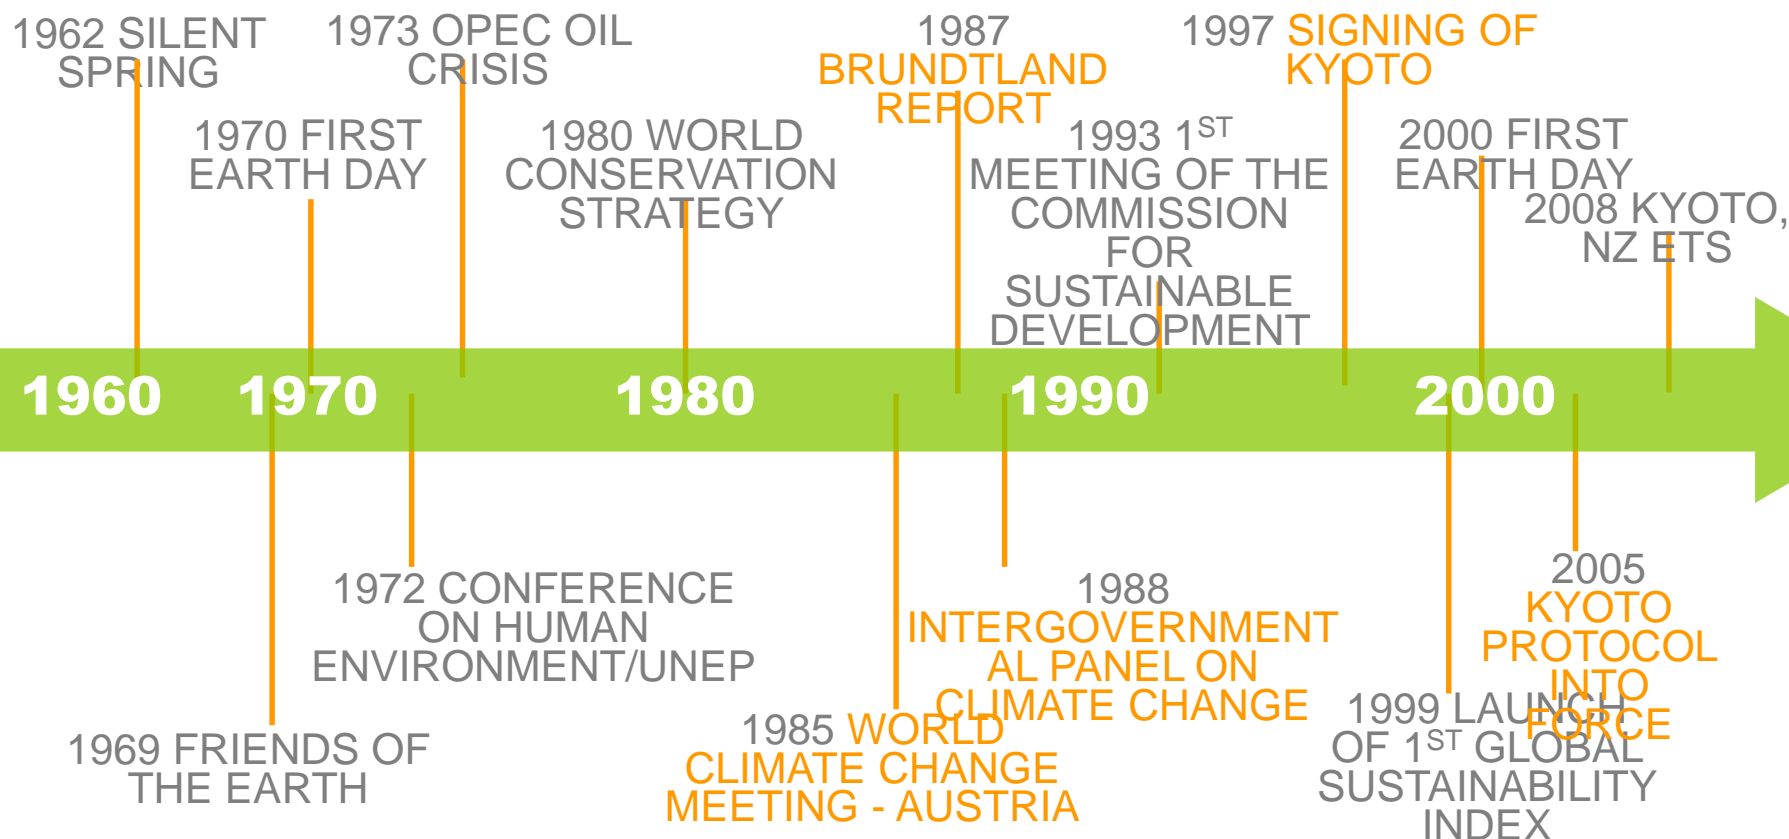 1962 SILENT
SPRING
1973 OPEC OIL
CRISIS
1987
BRUNDTLAND
REPORT
1997 SIGNING OF
KYOTO
1970 FIRST
EARTH DAY
1980 WORLD
CONSERVATION
STRATEGY
1993 1ST
MEETING OF THE
COMMISSION
FOR
SUSTAINABLE
DEVELOPMENT
2000 FIRST
EARTH DAY
2008 KYOTO,
NZ ETS
1960 1970 1980 1990 2000
1972 CONFERENCE
ON HUMAN
ENVIRONMENT/UNEP
1988
INTERGOVERNMENT
AL PANEL ON
CLIMATE CHANGE
2005
KYOTO
PROTOCOL
INTO
FORCE
1969 FRIENDS OF
THE EARTH
1985 WORLD
CLIMATE CHANGE
MEETING - AUSTRIA
1999 LAUNCH
OF 1ST GLOBAL
SUSTAINABILITY
INDEX